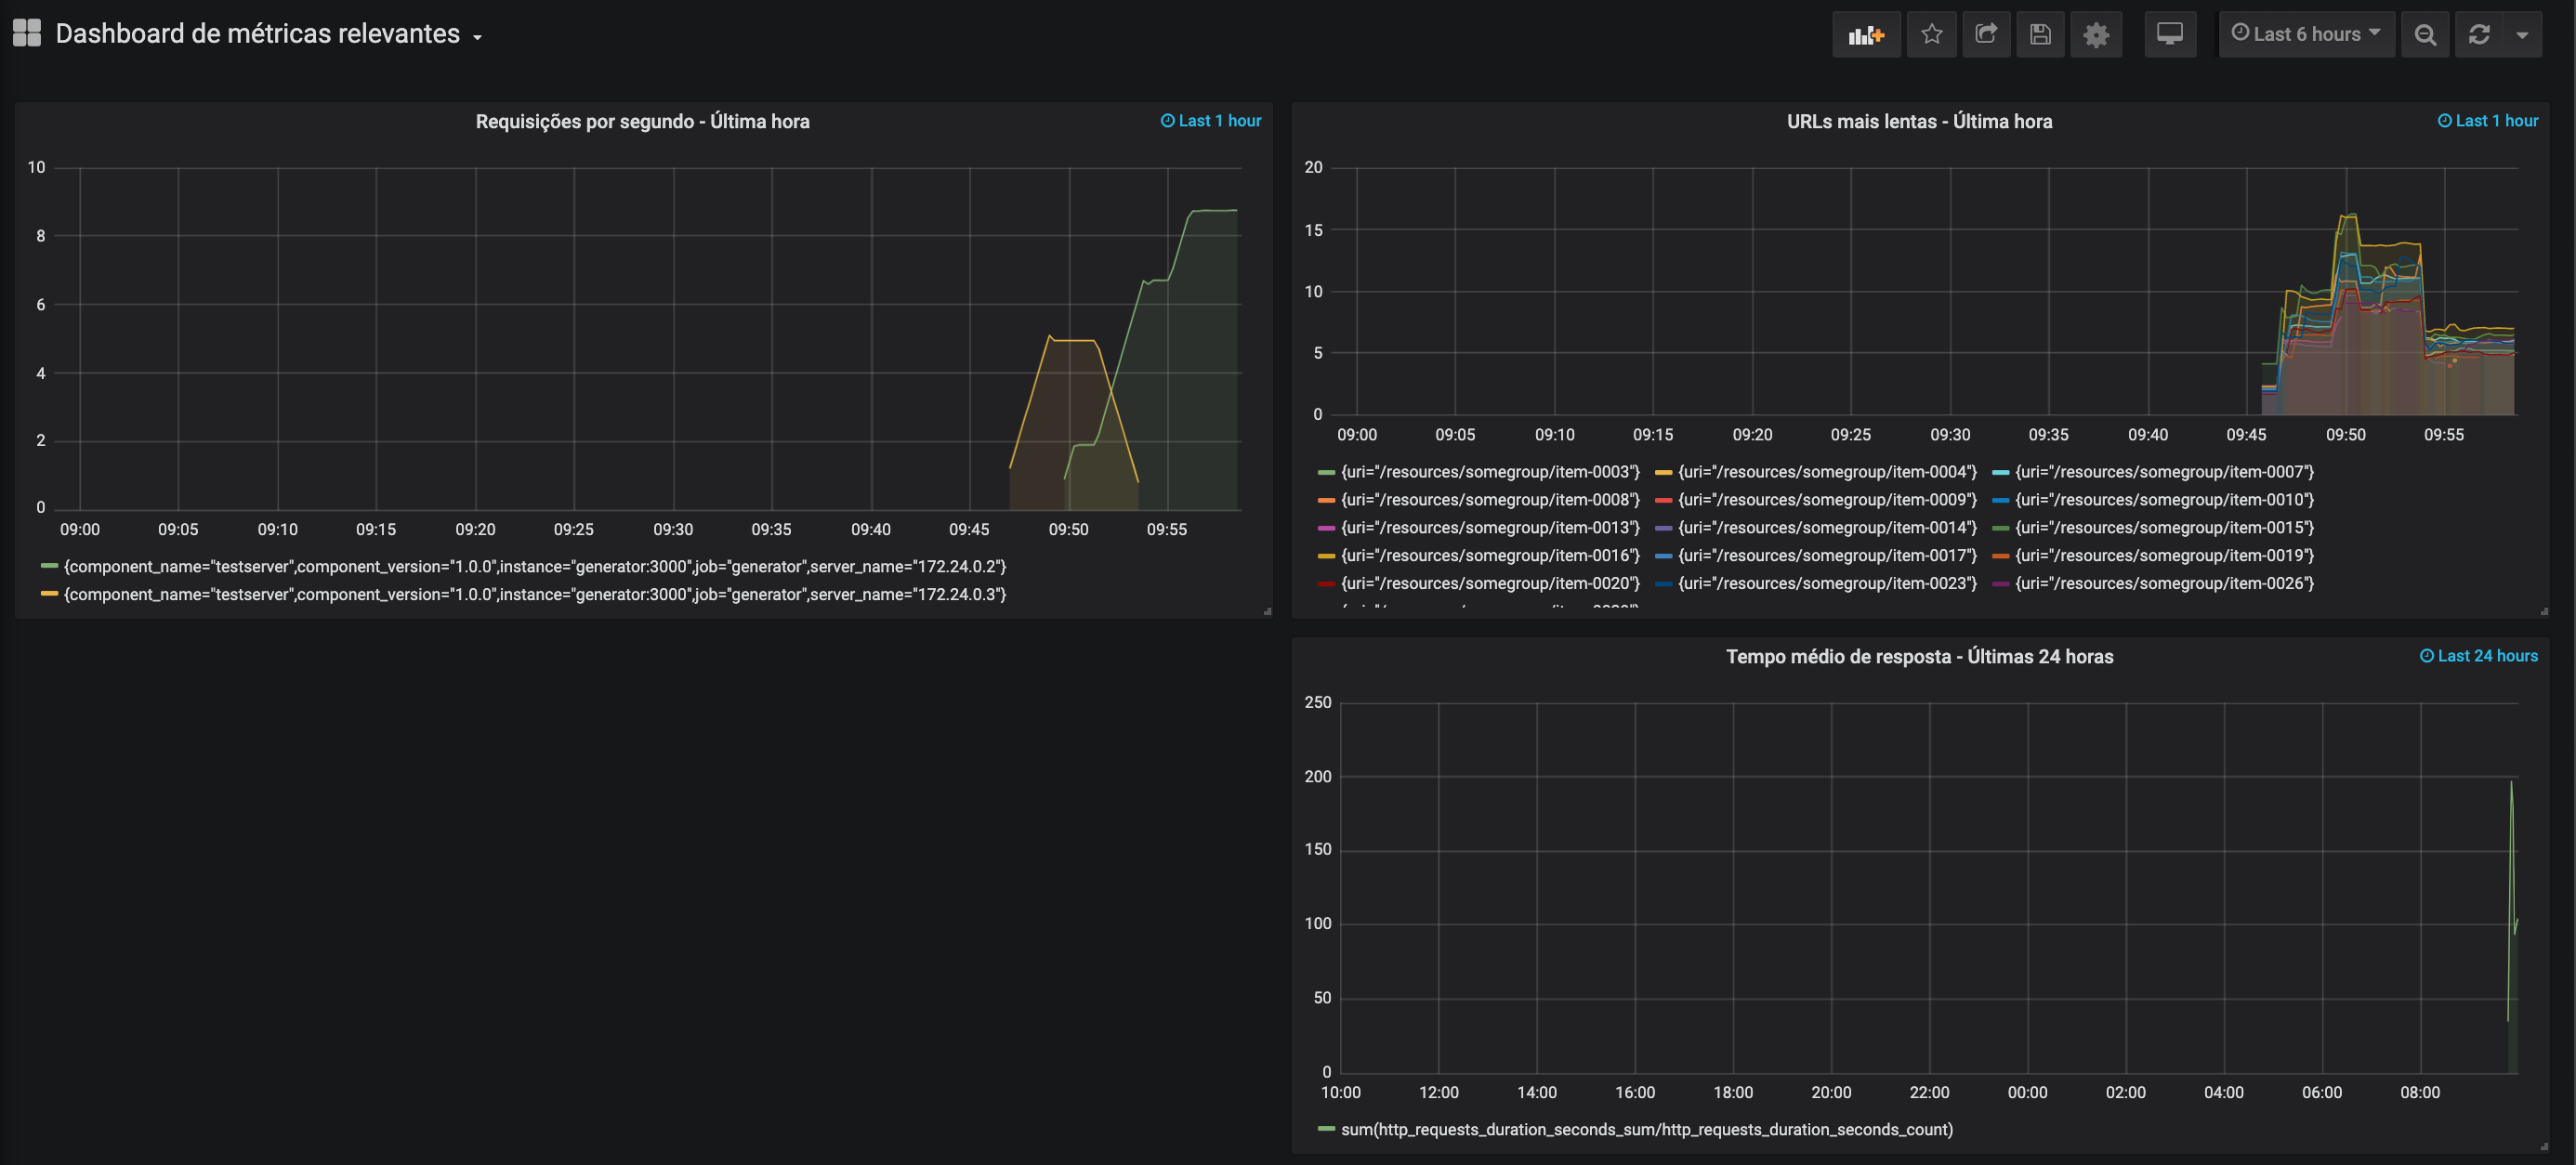 Dashboard de métricas relevantes
Last 6 hours
Requisições por segundo - Última hora
Last 1 hour
10
8
6
4
2
0
09:00 09:05 09:10 09:15 09:20 09:25 09:30 09:35 09:40 09:45 09:50 09:55
{component_name="testserver",component_version="1.0.0",instance="generator:3000",job="generator",server_name="172.24.0.2"}
{component_name="testserver",component_version="1.0.0",instance="generator:3000",job="generator",server_name="172.24.0.3"}
URLs mais lentas - Última hora
Last 1 hour
20
15
10
5
0
09:00 09:05 09:10 09:15 09:20 09:25 09:30 09:35 09:40 09:45 09:50 09:55
{uri="/resources/somegroup/item-0003"} {uri="/resources/somegroup/item-0004"} {uri="/resources/somegroup/item-0007"}
{uri="/resources/somegroup/item-0008"} {uri="/resources/somegroup/item-0009"} {uri="/resources/somegroup/item-0010"}
{uri="/resources/somegroup/item-0013"} {uri="/resources/somegroup/item-0014"} {uri="/resources/somegroup/item-0015"}
{uri="/resources/somegroup/item-0016"} {uri="/resources/somegroup/item-0017"} {uri="/resources/somegroup/item-0019"}
{uri="/resources/somegroup/item-0020"} {uri="/resources/somegroup/item-0023"} {uri="/resources/somegroup/item-0026"}
Tempo médio de resposta - Últimas 24 horas
Last 24 hours
250
200
150
100
50
0
10:00 12:00 14:00 16:00 18:00 20:00 22:00 00:00 02:00 04:00 06:00 08:00
sum(http_requests_duration_seconds_sum/http_requests_duration_seconds_count)